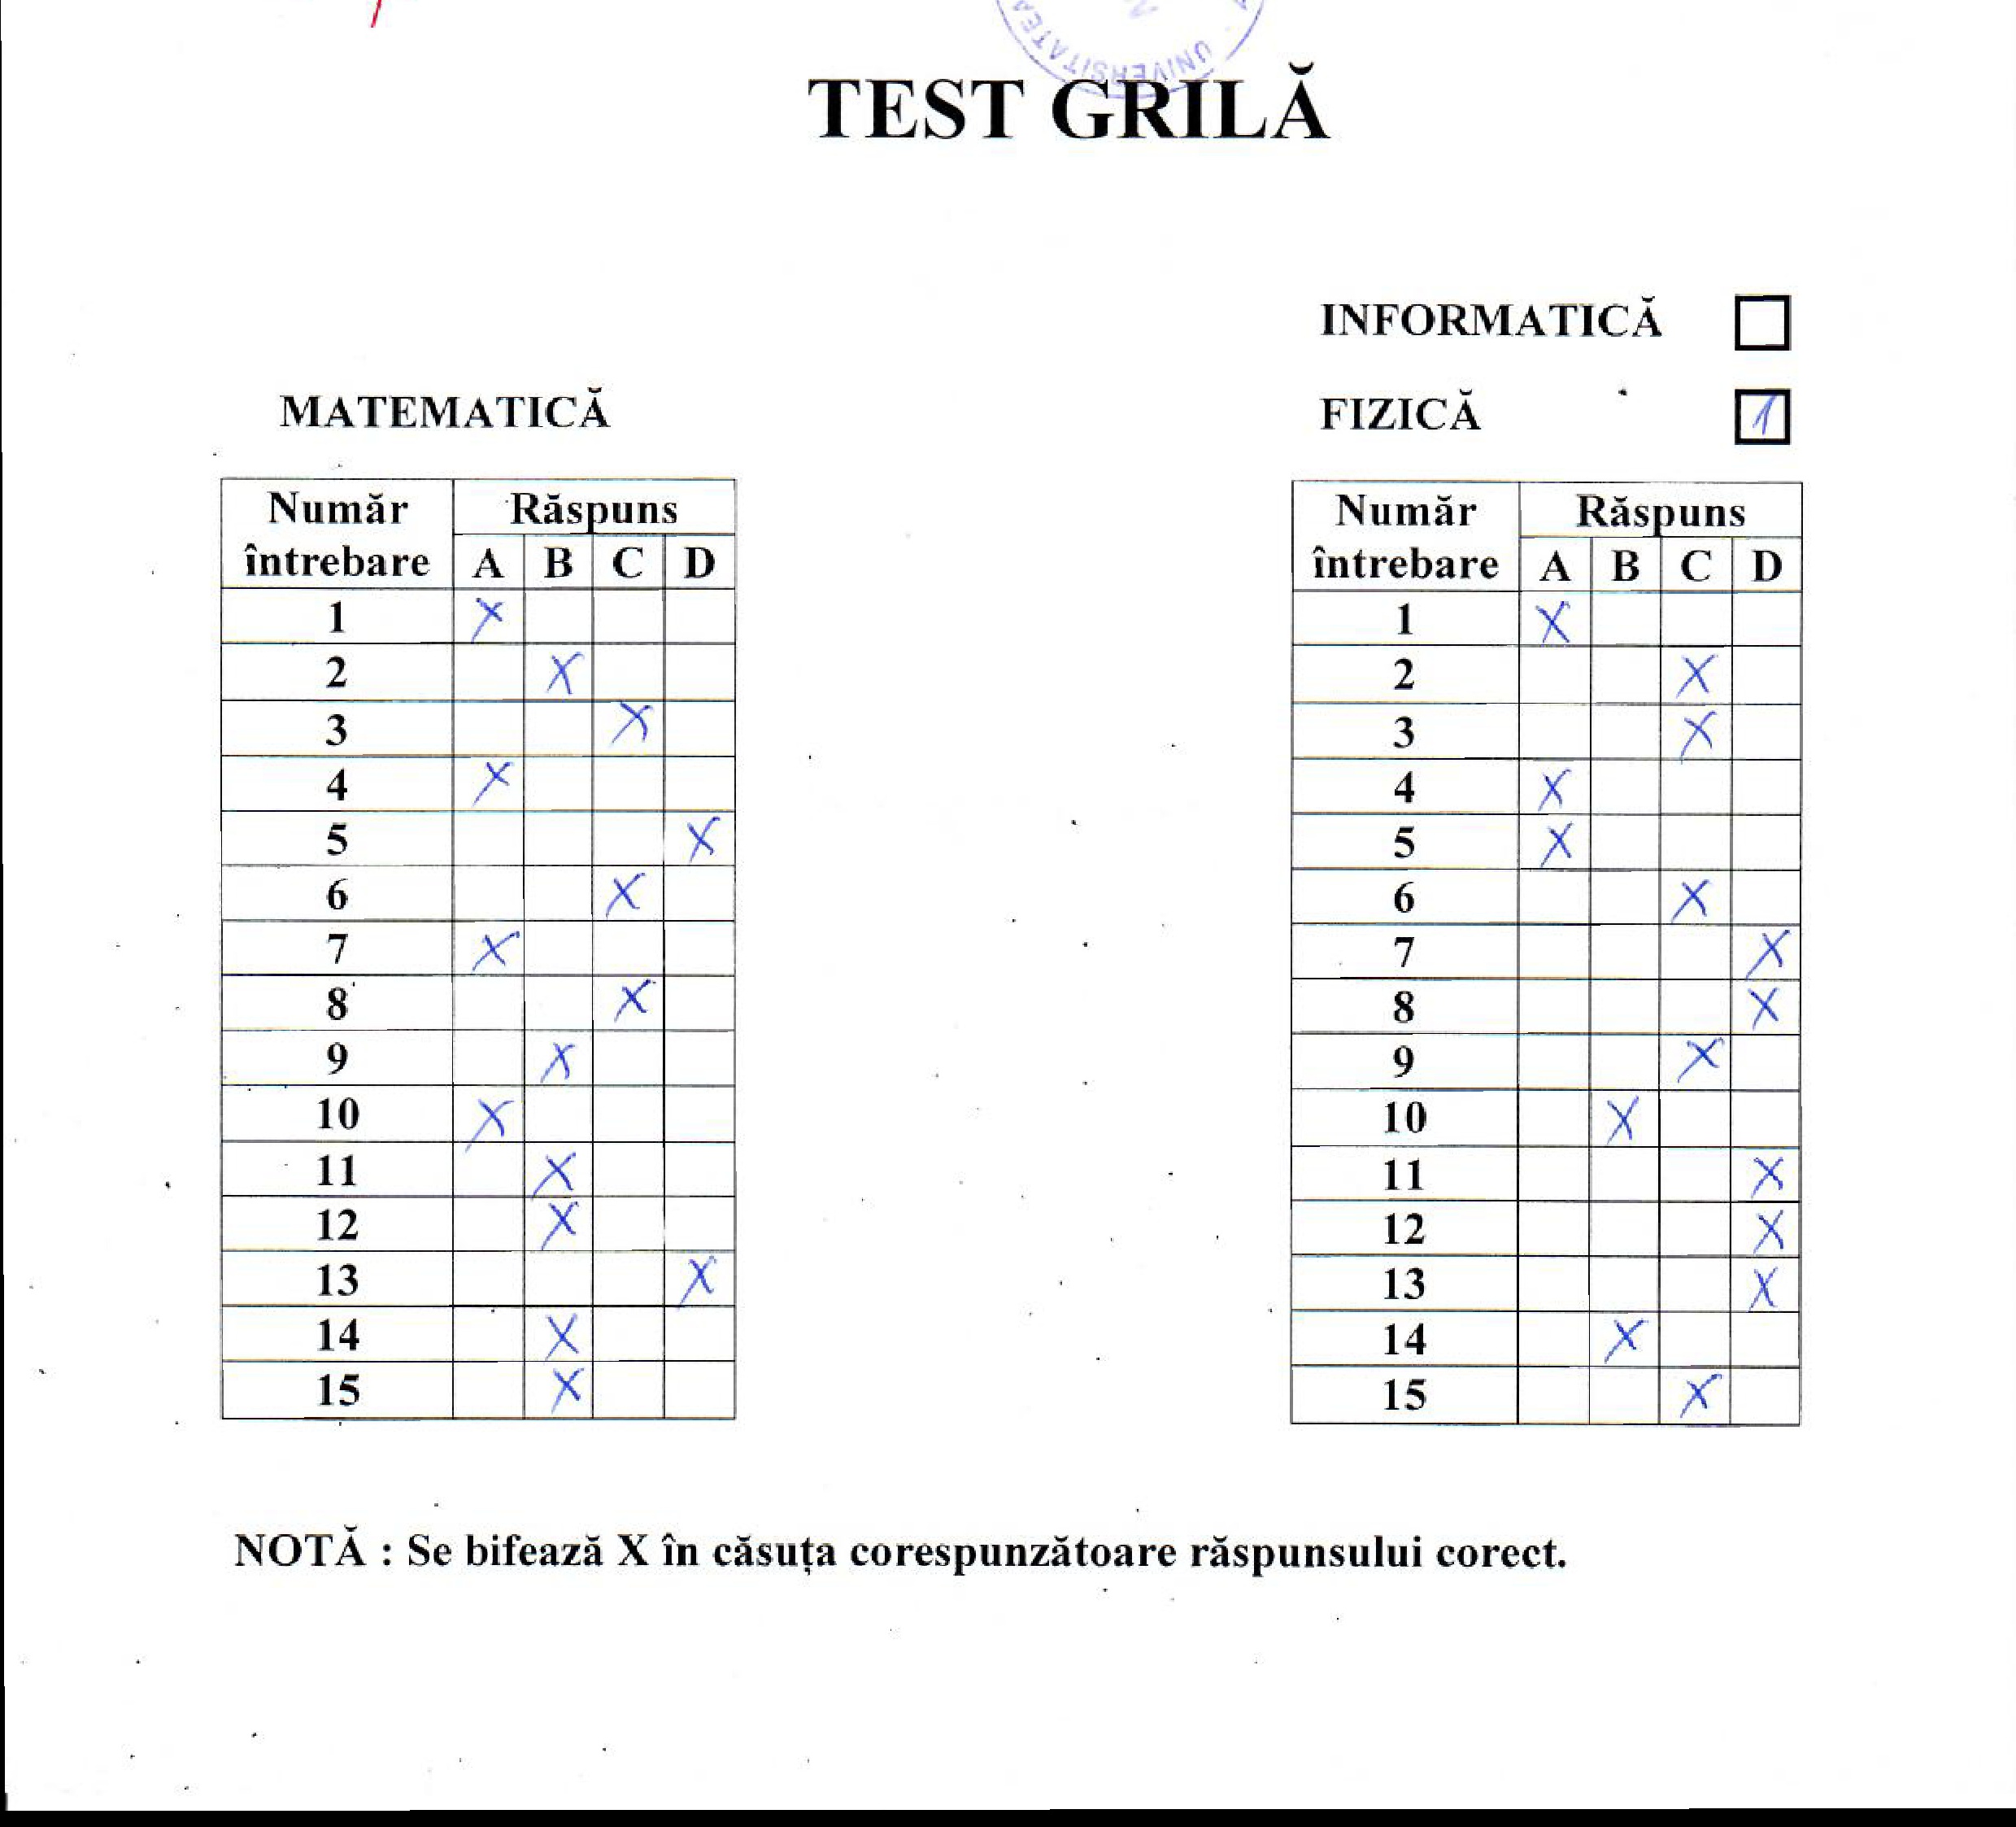 UNIVERSITATEA
TEST GRILĂ
INFORMATICĂ
MATEMATICĂ
FIZICĂ 1
Număr întrebare Răspuns
A B C D
1 X
2 X
3 X
4 X
5 X
6 X
7 X
8 X
9 X
10 X
11 X
12 X
13 X
14 X
15 X
Număr întrebare Răspuns
A B C D
1 X
2 X
3 X
4 X
5 X
6 X
7 X
8 X
9 X
10 X
11 X
12 X
13 X
14 X
15 X
NOTĂ : Se bifează X în căsuța corespunzătoare răspunsului corect.